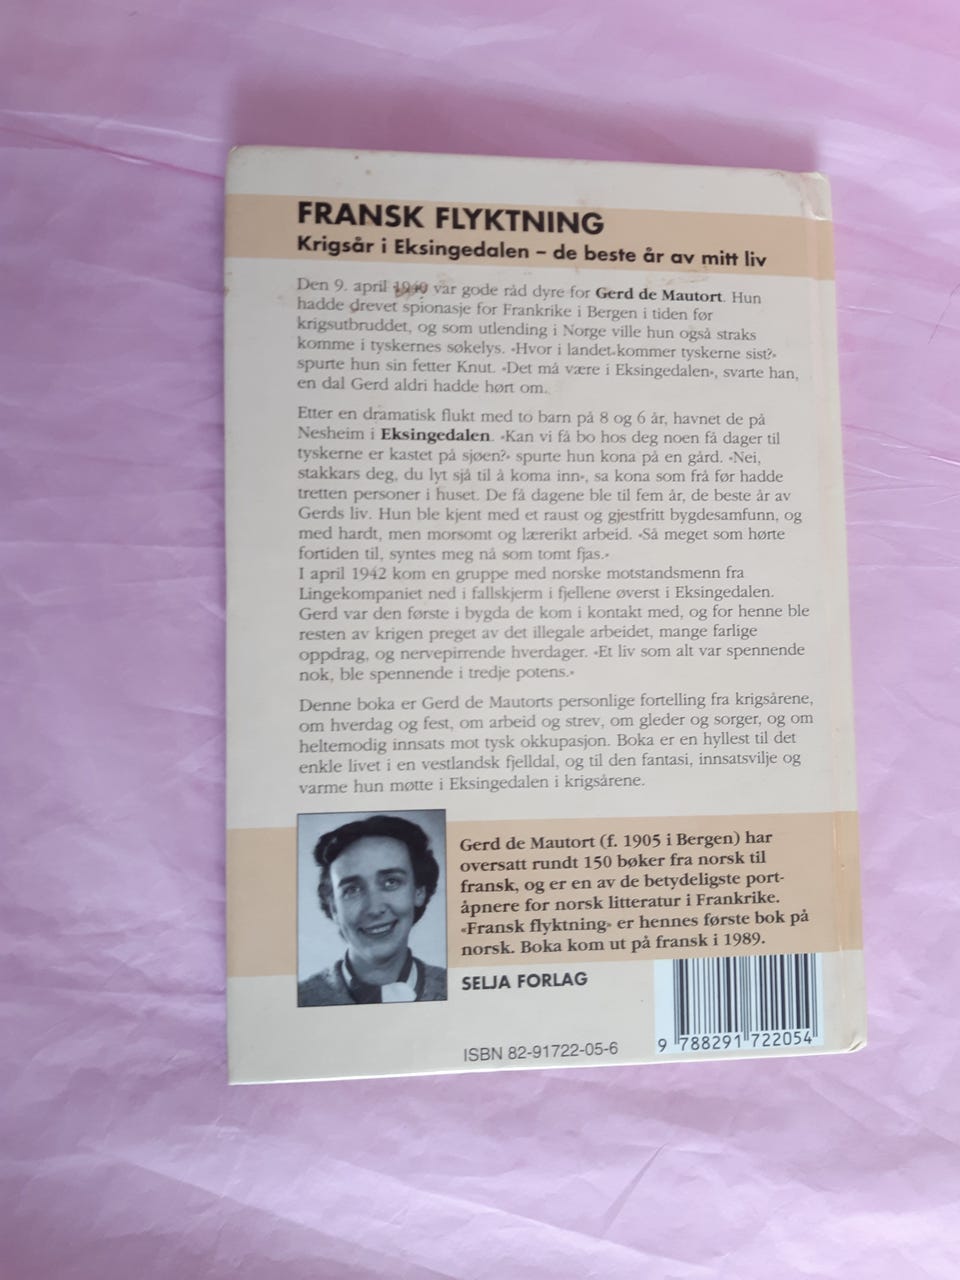 FRANSK FLYKTNING
Krigsår i Eksingedalen – de beste år av mitt liv
Den 9. april 1940 var gode råd dyre for Gerd de Mautort. Hun
hadde drevet spionasje for Frankrike i Bergen i tiden før
krigsutbruddet, og som utlending i Norge ville hun også straks
komme i tyskernes søkelys. «Hvor i landet kommer tyskerne sist?»
spurte hun sin fetter Knut. «Det må være i Eksingedalen», svarte han,
en dal Gerd aldri hadde hørt om.
Etter en dramatisk flukt med to barn på 8 og 6 år, havnet de på
Nesheim i Eksingedalen. «Kan vi få bo hos deg noen få dager til
tyskerne er kastet på sjøen?» spurte hun kona på en gård. «Nei,
stakkars deg, du lyt sjå til å koma inn», sa kona som frå før hadde
tretten personer i huset. De få dagene ble til fem år, de beste år av
Gerds liv. Hun ble kjent med et raust og gjestfritt bygdesamfunn, og
med hardt, men morsomt og lærerikt arbeid. «Så meget som hørte
fortiden til, syntes meg nå som tomt fjas.»
I april 1942 kom en gruppe med norske motstandsmenn fra
Lingekompaniet ned i fallskjerm i fjellene øverst i Eksingedalen.
Gerd var den første i bygda de kom i kontakt med, og for henne ble
resten av krigen preget av det illegale arbeidet, mange farlige
oppdrag, og nervepirrende hverdager. «Et liv som alt var spennende
nok, ble spennende i tredje potens.»
Denne boka er Gerd de Mautorts personlige fortelling fra krigsårene,
om hverdag og fest, om arbeid og strev, om gleder og sorger, og om
heltemodig innsats mot tysk okkupasjon. Boka er en hyllest til det
enkle livet i en vestlandsk fjelldal, og til den fantasi, innsatsvilje og
varme hun møtte i Eksingedalen i krigsårene.
Gerd de Mautort (f. 1905 i Bergen) har
oversatt rundt 150 bøker fra norsk til
fransk, og er en av de betydeligste port-
åpnere for norsk litteratur i Frankrike.
«Fransk flyktning» er hennes første bok på
norsk. Boka kom ut på fransk i 1989.
SELJA FORLAG
ISBN 82-91722-05-6
9 788291 722054